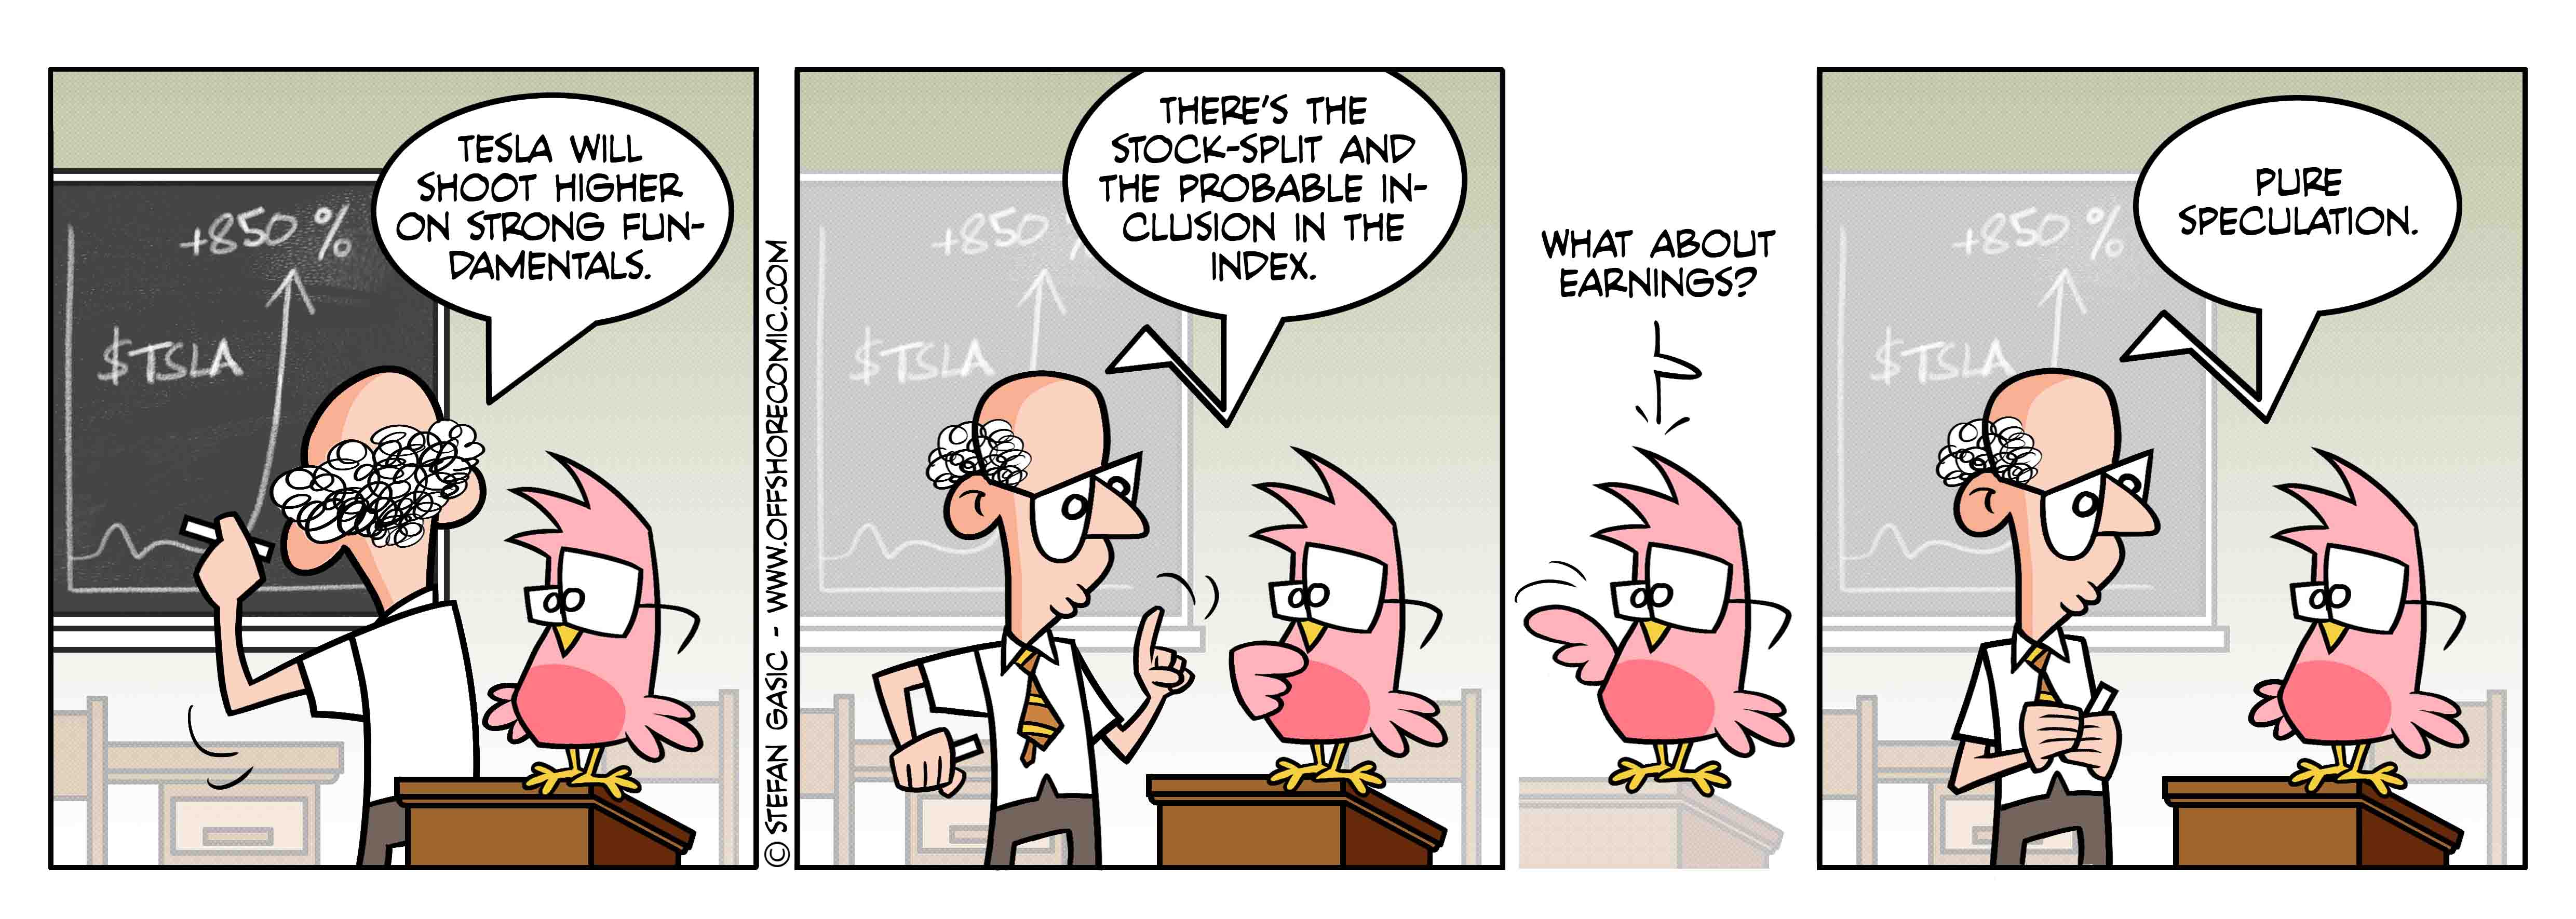 +850 %
$TSLA
TESLA WILL
SHOOT HIGHER
ON STRONG FUN-
DAMENTALS.
© STEFAN GASIC - WWW.OFFSHORECOMIC.COM
+850 %
$TSLA
THERE'S THE
STOCK-SPLIT AND
THE PROBABLE IN-
CLUSION IN THE
INDEX.
WHAT ABOUT
EARNINGS?
+850 %
$TSLA
PURE
SPECULATION.